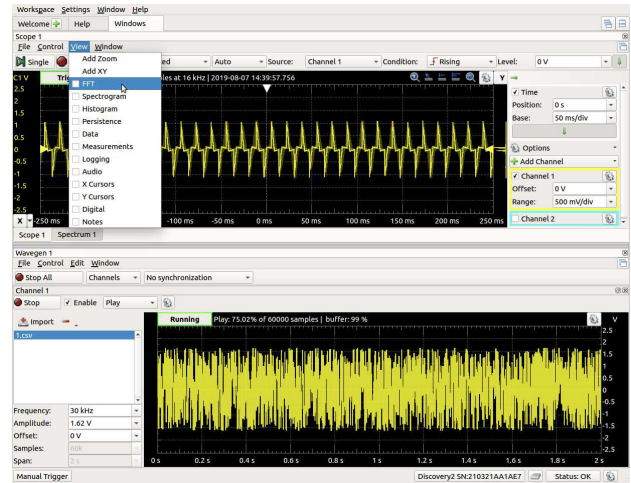 Workspace Settings Window Help
Welcome Help Windows
Scope 1
File Control View Window
Single ed Auto Source: Channel 1 Condition: Rising Level: 0 V
Add Zoom
Add XY
FFT
Spectrogram
Histogram
Persistence
Data
Measurements
Logging
Audio
X Cursors
Y Cursors
Digital
Notes
C1 V Trig les at 16 kHz | 2019-08-07 14:39:57.756 Y
2.5
2
1.5
1
0.5
0
-0.5
-1
-1.5
-2
-2.5
X -250 ms -100 ms -50 ms 0 ms 50 ms 100 ms 150 ms 200 ms 250 ms
Time
Position: 0 s
Base: 50 ms/div
Options
Add Channel
Channel 1
Offset: 0 V
Range: 500 mV/div
Channel 2
Scope 1 Spectrum 1
Wavegen 1
File Control Edit Window
Stop All Channels No synchronization
Channel 1
Stop Enable Play
Import
1.csv
Frequency: 30 kHz
Amplitude: 1.62 V
Offset: 0 V
Samples: 60k
Span: 2 s
Running Play: 75.02% of 60000 samples | buffer: 99 % V
2.5
2
1.5
1
0.5
0
-0.5
-1
-1.5
-2
-2.5
0 s 0.2 s 0.4 s 0.6 s 0.8 s 1 s 1.2 s 1.4 s 1.6 s 1.8 s 2 s
Manual Trigger Discovery2 SN:210321AA1AE7 Status: OK